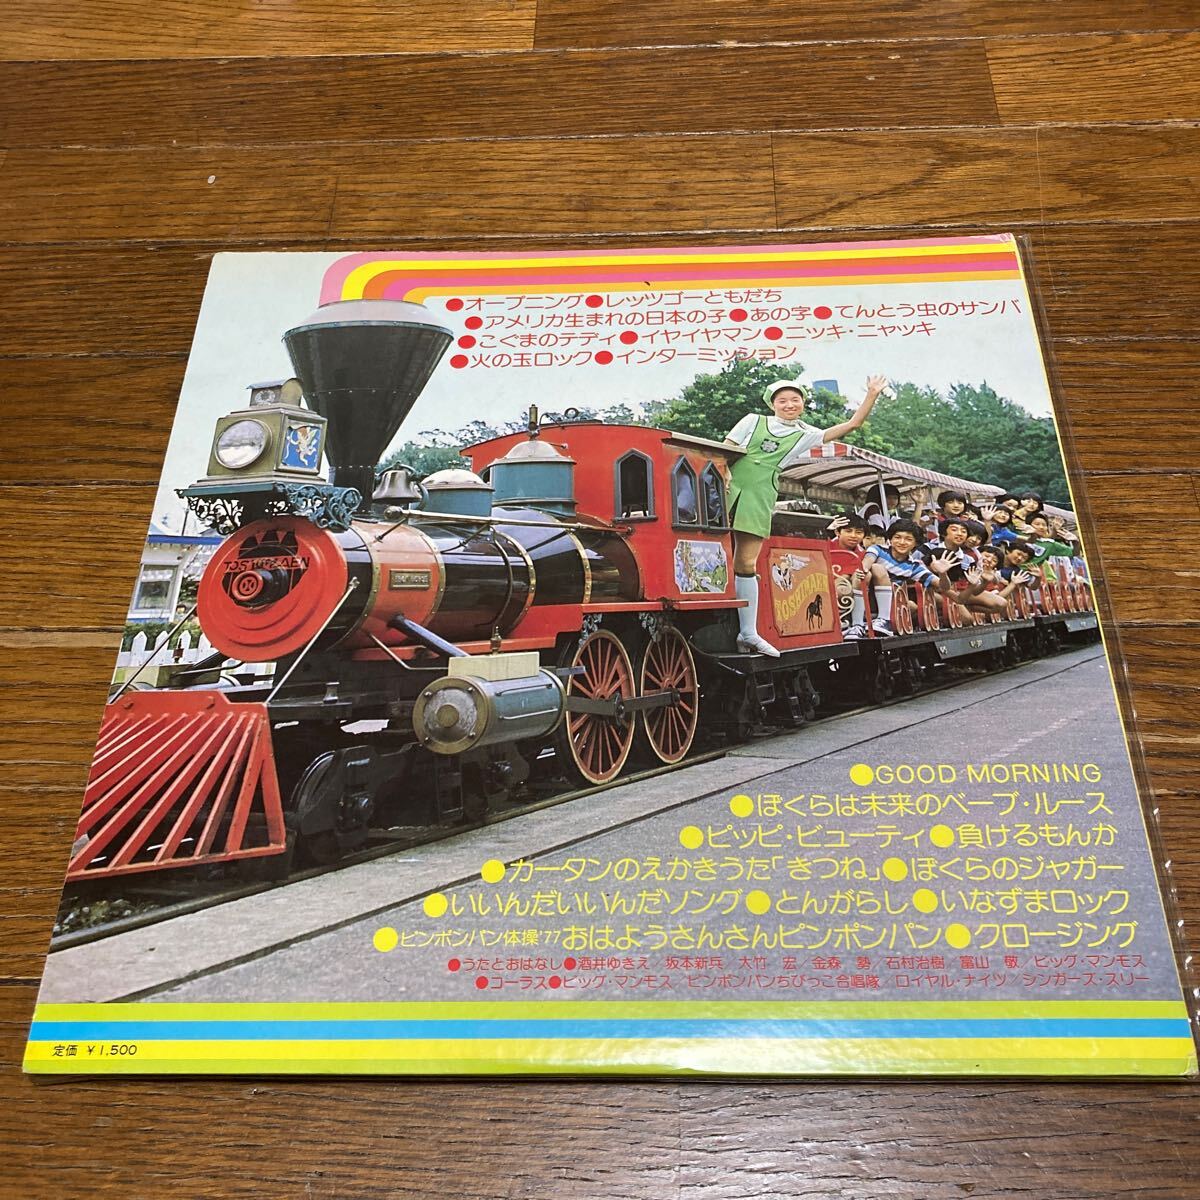 ●オープニング●レッツゴーともだち
●アメリカ生まれの日本の子●あの字●てんとう虫のサンバ
●こぐまのテディ●イヤイヤマン●ニッキ・ニャッキ
●火の玉ロック●インターミッション
TOSHIMAEN
TOSHIMAEN
●GOOD MORNING
●ぼくらは未来のベーブ・ルース
●ピッピ・ビューティ●負けるもんか
●カータンのえかきうた「きつね」●ぼくらのジャガー
●いいんだいいんだソング●とんがらし●いなずまロック
●ピンポンパン体操'77おはようさんさんピンポンパン●クロージング
●うたとおはなし●酒井ゆきえ/坂本新兵/大竹 宏/金森 勢/石村治樹/富山 敬/ビッグ・マンモス
●コーラス●ビッグ・マンモス/ピンポンパンちびっこ合唱隊/ロイヤル・ナイツ/シンガーズ・スリー
定価 ¥1,500